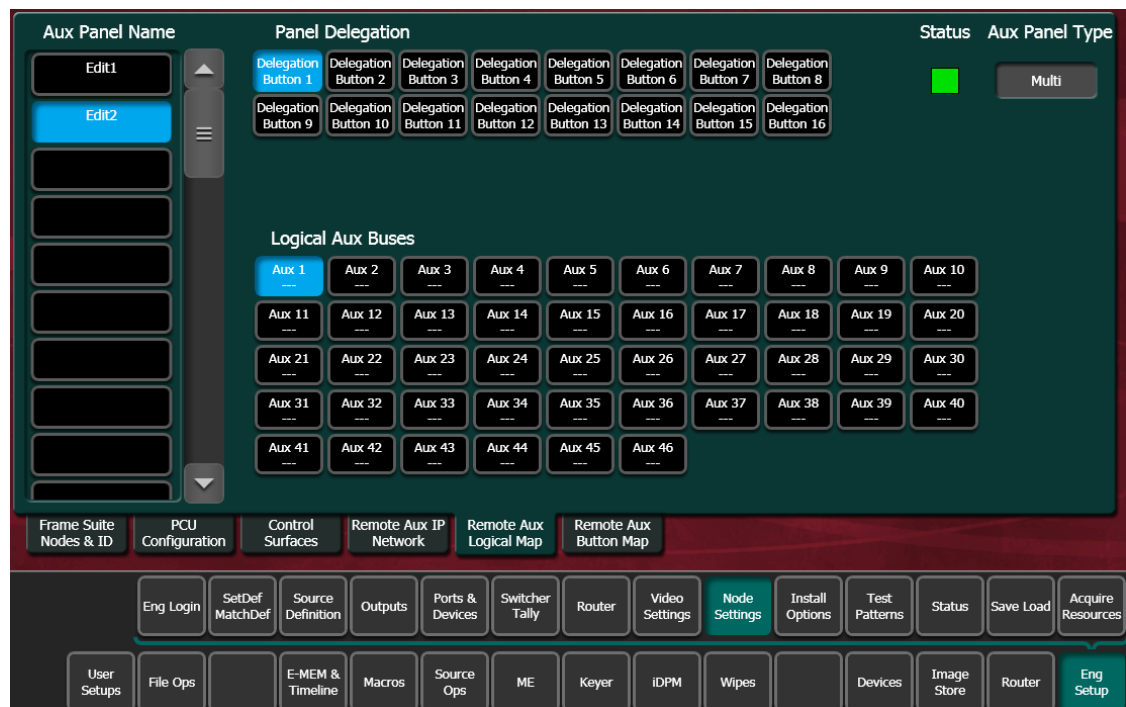 Aux Panel Name
Panel Delegation
Status
Aux Panel Type
Edit1
Edit2
Delegation
Button 1
Delegation
Button 2
Delegation
Button 3
Delegation
Button 4
Delegation
Button 5
Delegation
Button 6
Delegation
Button 7
Delegation
Button 8
Multi
Delegation
Button 9
Delegation
Button 10
Delegation
Button 11
Delegation
Button 12
Delegation
Button 13
Delegation
Button 14
Delegation
Button 15
Delegation
Button 16
Logical Aux Buses
Aux 1
---
Aux 2
---
Aux 3
---
Aux 4
---
Aux 5
---
Aux 6
---
Aux 7
---
Aux 8
---
Aux 9
---
Aux 10
---
Aux 11
---
Aux 12
---
Aux 13
---
Aux 14
---
Aux 15
---
Aux 16
---
Aux 17
---
Aux 18
---
Aux 19
---
Aux 20
---
Aux 21
---
Aux 22
---
Aux 23
---
Aux 24
---
Aux 25
---
Aux 26
---
Aux 27
---
Aux 28
---
Aux 29
---
Aux 30
---
Aux 31
---
Aux 32
---
Aux 33
---
Aux 34
---
Aux 35
---
Aux 36
---
Aux 37
---
Aux 38
---
Aux 39
---
Aux 40
---
Aux 41
---
Aux 42
---
Aux 43
---
Aux 44
---
Aux 45
---
Aux 46
---
Frame Suite
Nodes & ID
PCU
Configuration
Control
Surfaces
Remote Aux IP
Network
Remote Aux
Logical Map
Remote Aux
Button Map
Eng Login
SetDef
MatchDef
Source
Definition
Outputs
Ports &
Devices
Switcher
Tally
Router
Video
Settings
Node
Settings
Install
Options
Test
Patterns
Status
Save Load
Acquire
Resources
User
Setups
File Ops
E-MEM &
Timeline
Macros
Source
Ops
ME
Keyer
iDPM
Wipes
Devices
Image
Store
Router
Eng
Setup